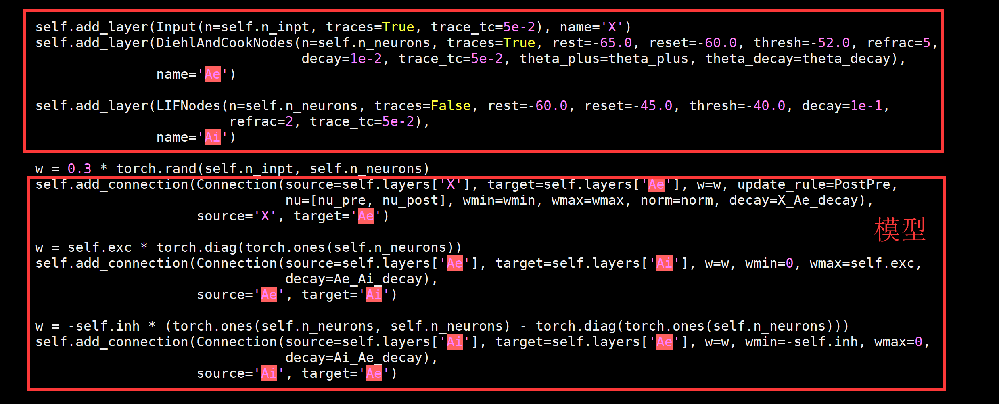 self.add_layer(Input(n=self.n_inpt, traces=True, trace_tc=5e-2), name='X')
self.add_layer(DiehlAndCookNodes(n=self.n_neurons, traces=True, rest=-65.0, reset=-60.0, thresh=-52.0, refrac=5,
decay=1e-2, trace_tc=5e-2, theta_plus=theta_plus, theta_decay=theta_decay),
name='Ae')
self.add_layer(LIFNodes(n=self.n_neurons, traces=False, rest=-60.0, reset=-45.0, thresh=-40.0, decay=1e-1,
refrac=2, trace_tc=5e-2),
name='Ai')
w = 0.3 * torch.rand(self.n_inpt, self.n_neurons)
self.add_connection(Connection(source=self.layers['X'], target=self.layers['Ae'], w=w, update_rule=PostPre,
nu=[nu_pre, nu_post], wmin=wmin, wmax=wmax, norm=norm, decay=X_Ae_decay),
source='X', target='Ae')
模型
w = self.exc * torch.diag(torch.ones(self.n_neurons))
self.add_connection(Connection(source=self.layers['Ae'], target=self.layers['Ai'], w=w, wmin=0, wmax=self.exc,
decay=Ae_Ai_decay),
source='Ae', target='Ai')
w = -self.inh * (torch.ones(self.n_neurons, self.n_neurons) - torch.diag(torch.ones(self.n_neurons)))
self.add_connection(Connection(source=self.layers['Ai'], target=self.layers['Ae'], w=w, wmin=-self.inh, wmax=0,
decay=Ai_Ae_decay),
source='Ai', target='Ae')